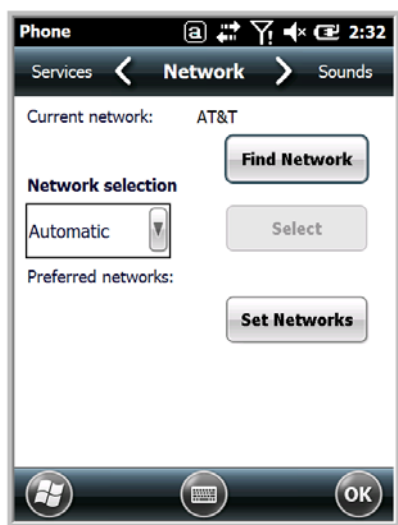 Phone a 2:32
Services Network Sounds
Current network: AT&T
Find Network
Network selection
Automatic Select
Preferred networks:
Set Networks
OK